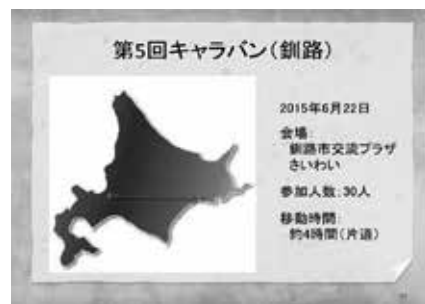 第5回キャラバン(釧路)
2015年6月22日
会場:
釧路市交流プラザ
さいわい
参加人数:30人
移動時間:
約4時間(片道)